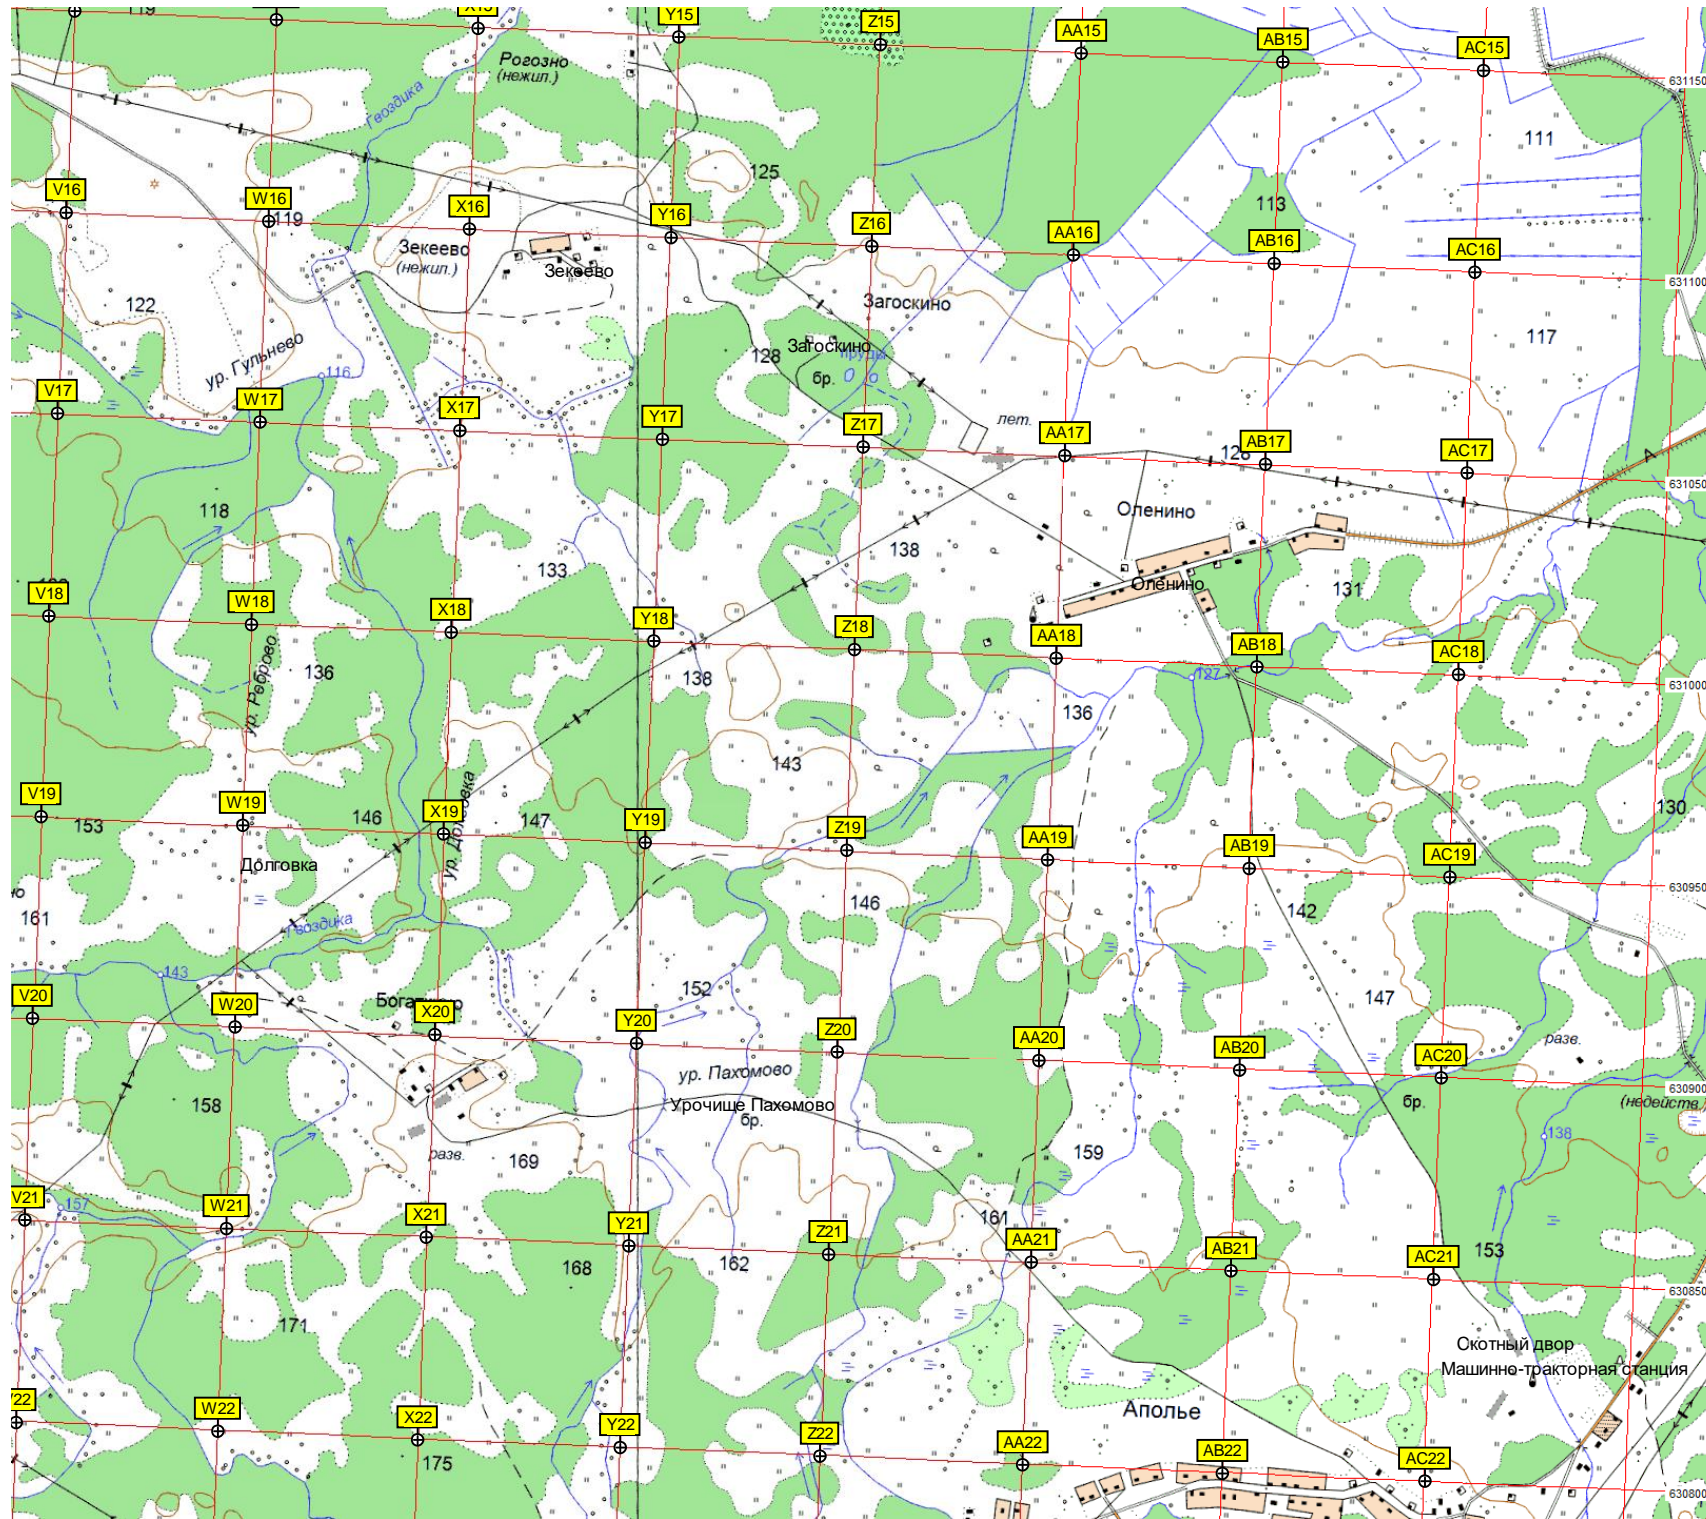 119
Y15
Z15
AA15
AB15
AC15
631150
Рогозно
(нежил.)
Гвоздика
111
125
V16
W16
119
X16
Y16
Z16
AA16
113
AB16
AC16
Зекеево
(нежил.)
Зекеево
631100
122
Загоскино
117
ур. Гульнево
128
Загоскино
пруды
бр.
116
V17
W17
X17
Y17
Z17
лет.
AA17
128
AB17
AC17
631050
118
Оленино
138
133
Оленино
131
V18
W18
X18
Y18
Z18
AA18
AB18
AC18
ур. Реброво
136
138
127
631000
136
143
V19
W19
X19
Y19
Z19
AA19
AB19
AC19
153
146
ур. Долговка
147
130
Долговка
630950
161
Гвоздика
146
142
143
152
147
V20
W20
X20
Y20
Z20
AA20
AB20
AC20
разв.
ур. Пахомово
630900
158
Урочище Пахомово
бр.
бр.
(недейств.)
138
разв.
169
159
V21
157
W21
X21
Y21
Z21
161
AA21
AB21
AC21
153
168
162
630850
171
Скотный двор
Машинно-тракторная станция
Аполье
W22
X22
Y22
Z22
AA22
AB22
AC22
175
630800